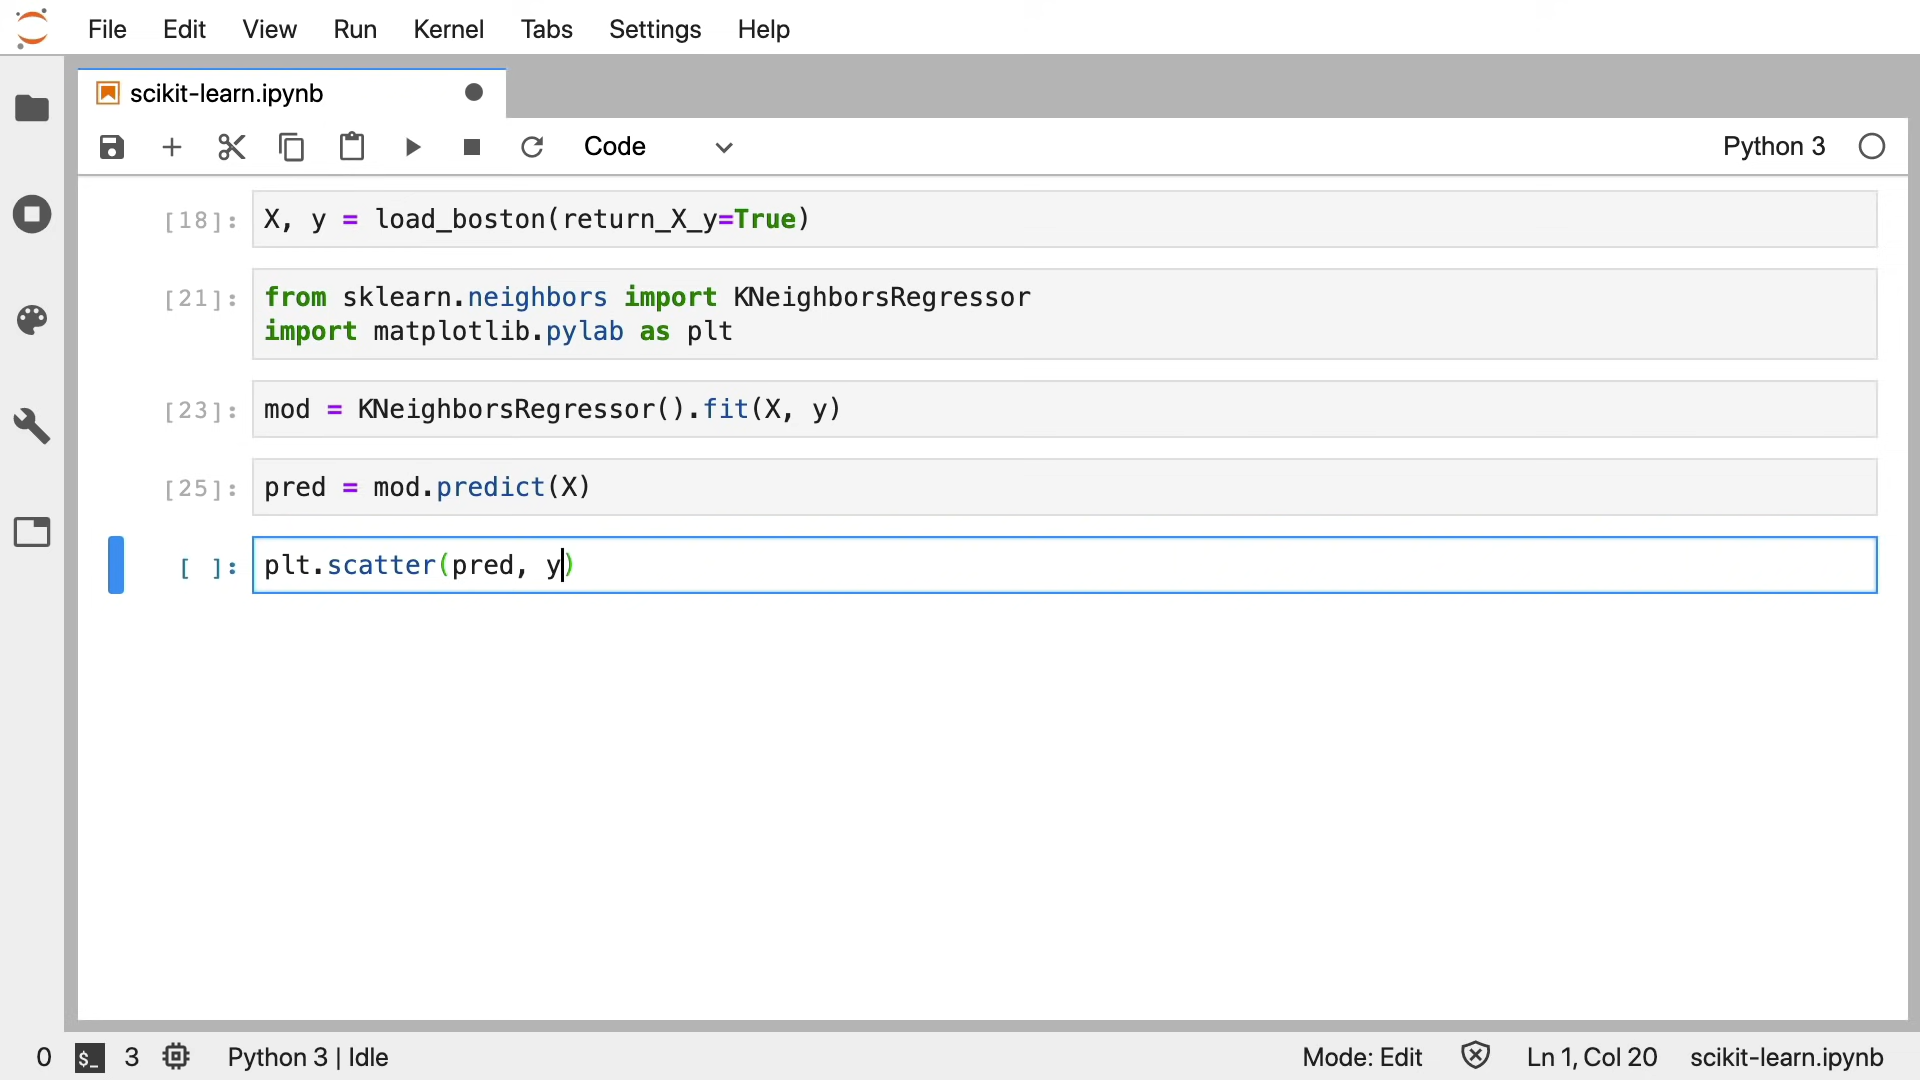 File Edit View Run Kernel Tabs Settings Help
scikit-learn.ipynb
Code Python 3
[18]: X, y = load_boston(return_X_y=True)
[21]: from sklearn.neighbors import KNeighborsRegressor
import matplotlib.pylab as plt
[23]: mod = KNeighborsRegressor().fit(X, y)
[25]: pred = mod.predict(X)
[ ]: plt.scatter(pred, y)
0 $_ 3 Python 3 | Idle Mode: Edit Ln 1, Col 20 scikit-learn.ipynb